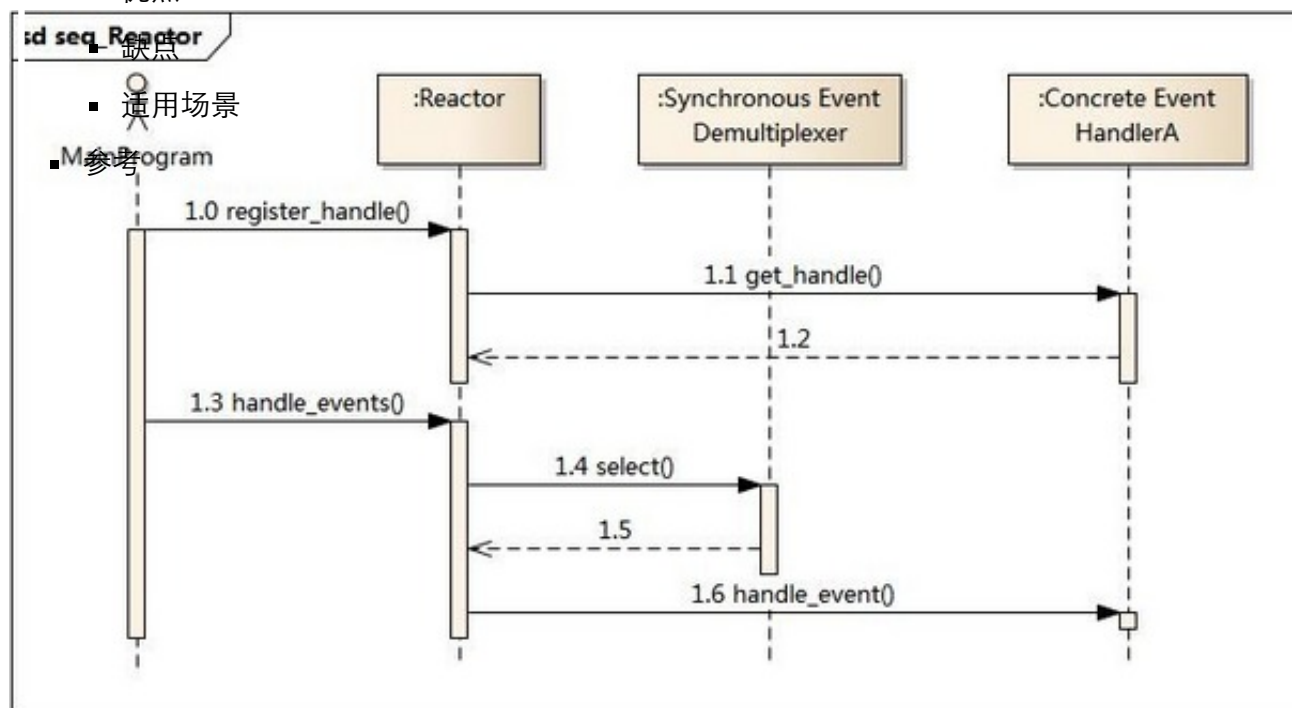 sd seq_Reactor
缺点
适用场景
MainProgram
参考
:Reactor
:Synchronous Event
Demultiplexer
:Concrete Event
HandlerA
1.0 register_handle()
1.1 get_handle()
1.2
1.3 handle_events()
1.4 select()
1.5
1.6 handle_event()